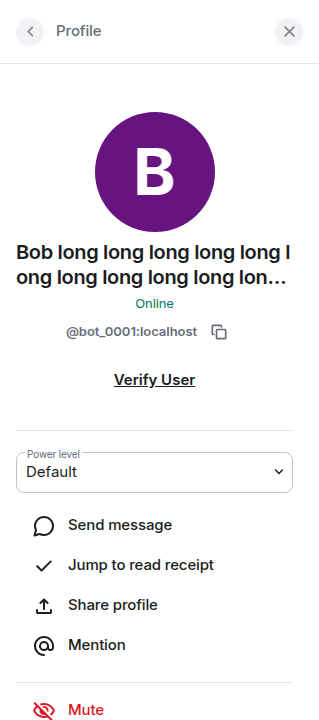 Profile
B
Bob long long long long long l
ong long long long long lon...
Online
@bot_0001:localhost
Verify User
Power level
Default
Send message
Jump to read receipt
Share profile
Mention
Mute